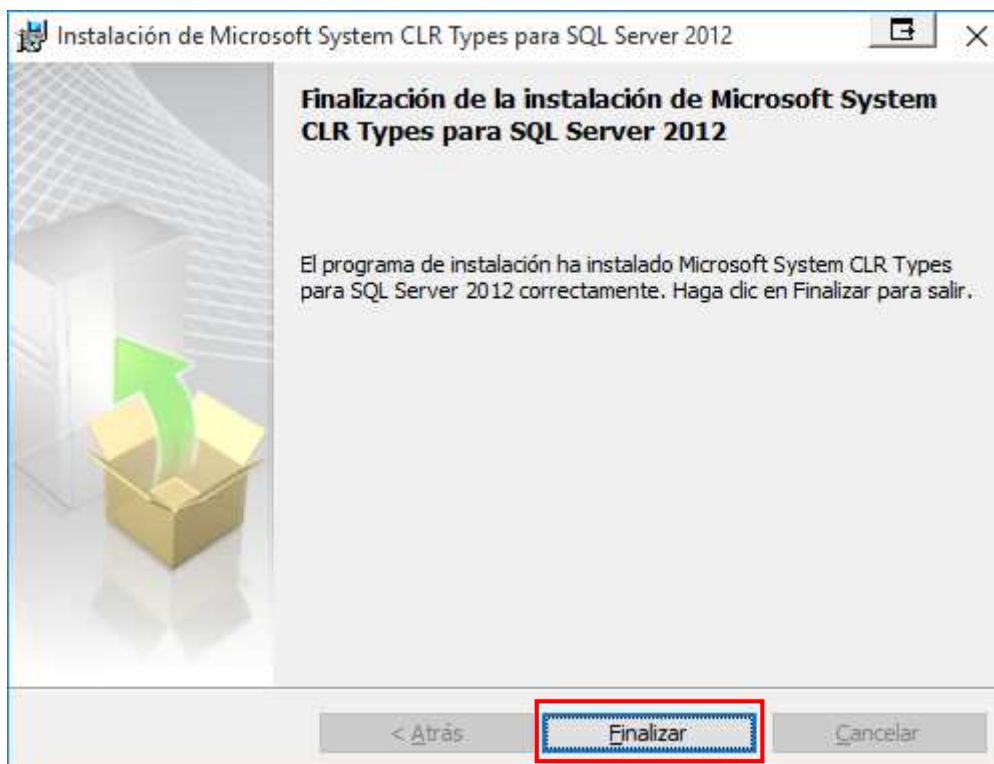 Instalación de Microsoft System CLR Types para SQL Server 2012
Finalización de la instalación de Microsoft System
CLR Types para SQL Server 2012
El programa de instalación ha instalado Microsoft System CLR Types
para SQL Server 2012 correctamente. Haga clic en Finalizar para salir.
< Atrás
Finalizar
Cancelar